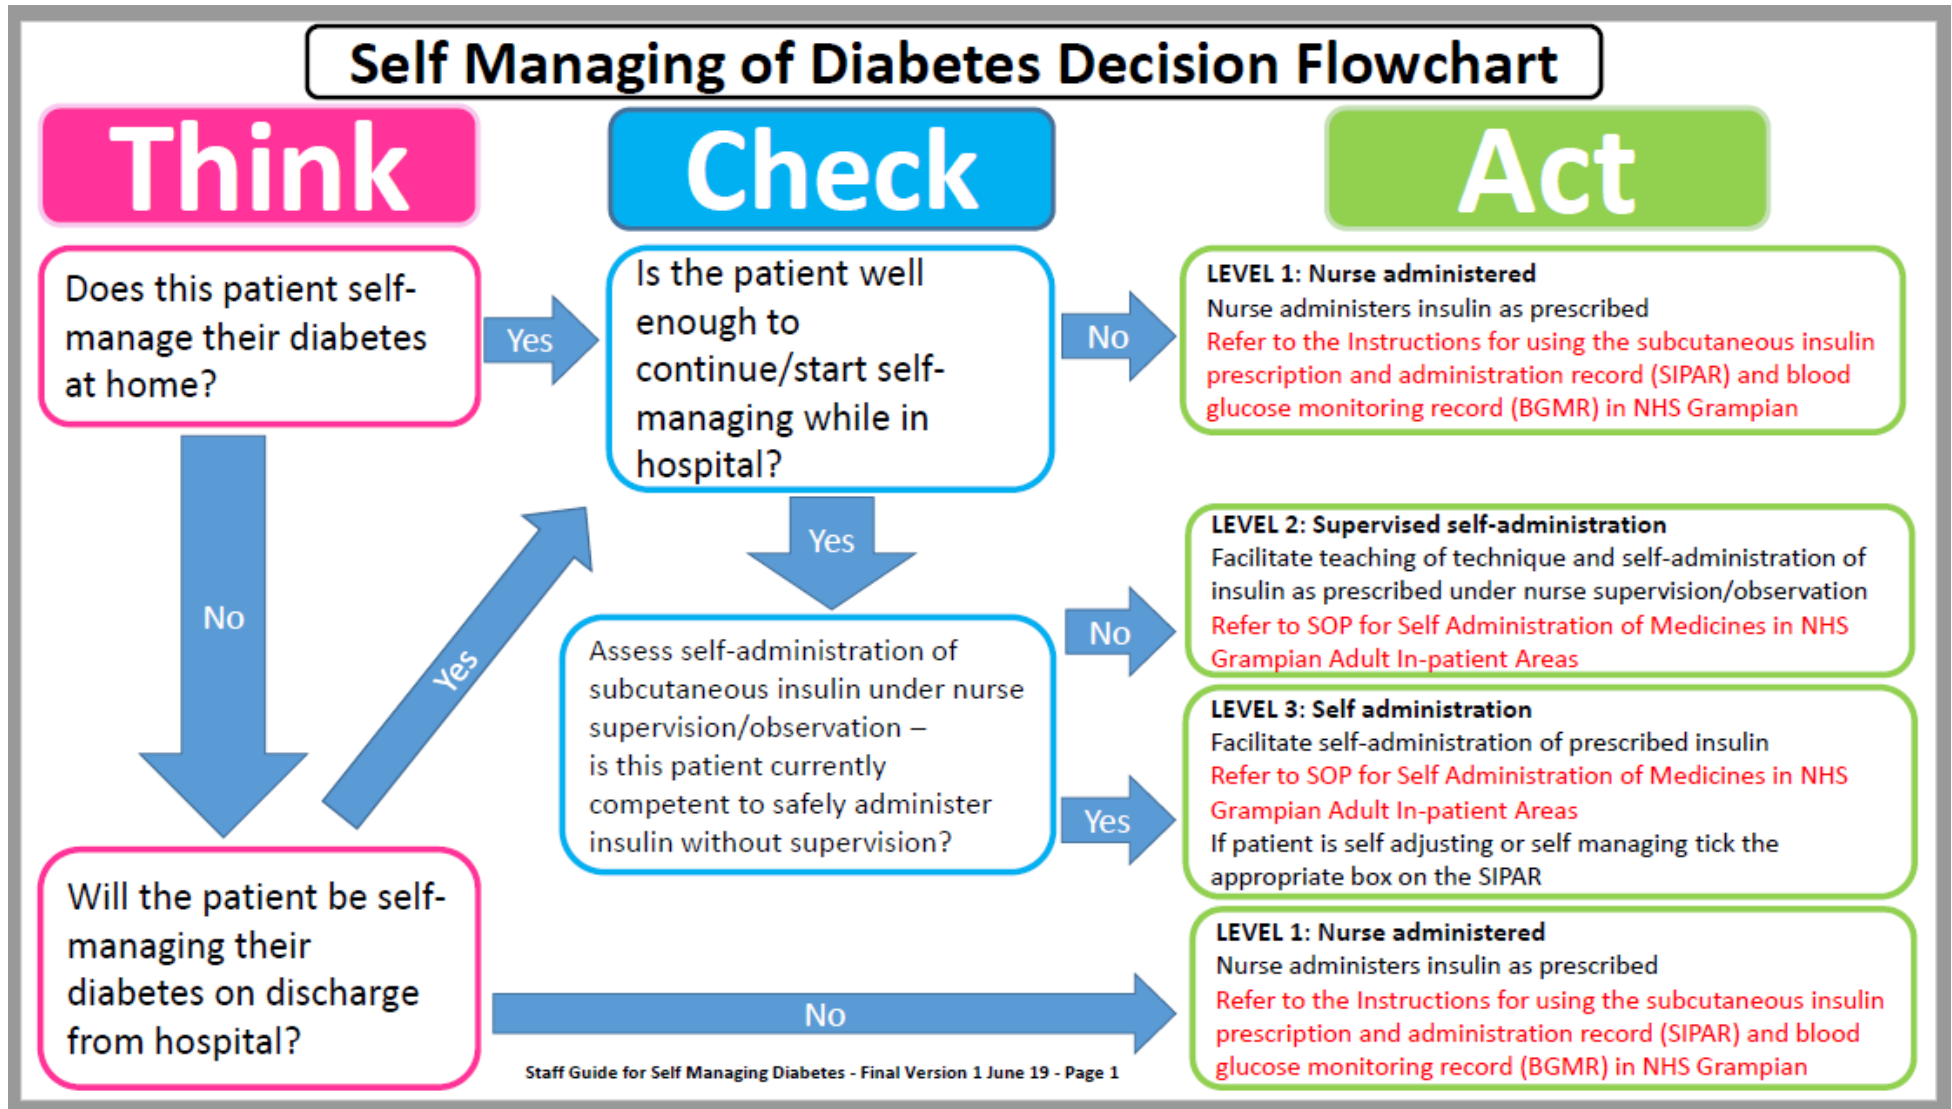 Self Managing of Diabetes Decision Flowchart
Think
Check
Act
Does this patient self-
manage their diabetes
at home?
Yes
Is the patient well
enough to
continue/start self-
managing while in
hospital?
No
LEVEL 1: Nurse administered
Nurse administers insulin as prescribed
Refer to the Instructions for using the subcutaneous insulin
prescription and administration record (SIPAR) and blood
glucose monitoring record (BGMR) in NHS Grampian
No
Yes
Yes
Assess self-administration of
subcutaneous insulin under nurse
supervision/observation –
is this patient currently
competent to safely administer
insulin without supervision?
No
LEVEL 2: Supervised self-administration
Facilitate teaching of technique and self-administration of
insulin as prescribed under nurse supervision/observation
Refer to SOP for Self Administration of Medicines in NHS
Grampian Adult In-patient Areas
Yes
LEVEL 3: Self administration
Facilitate self-administration of prescribed insulin
Refer to SOP for Self Administration of Medicines in NHS
Grampian Adult In-patient Areas
If patient is self adjusting or self managing tick the
appropriate box on the SIPAR
Will the patient be self-
managing their
diabetes on discharge
from hospital?
No
LEVEL 1: Nurse administered
Nurse administers insulin as prescribed
Refer to the Instructions for using the subcutaneous insulin
prescription and administration record (SIPAR) and blood
glucose monitoring record (BGMR) in NHS Grampian
Staff Guide for Self Managing Diabetes - Final Version 1 June 19 - Page 1